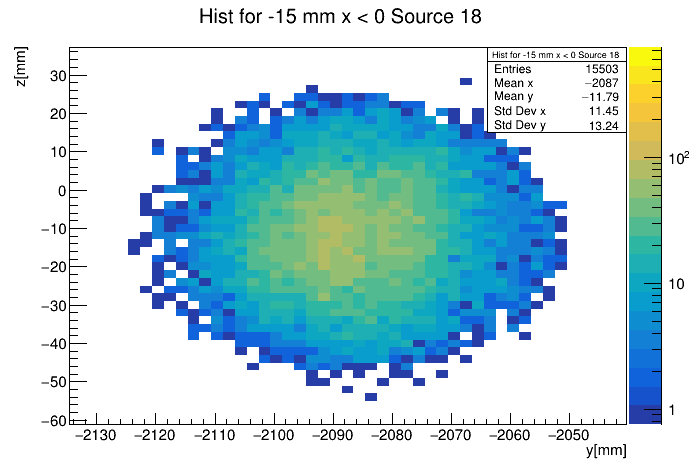 Hist for -15 mm x < 0 Source 18
z[mm]
Hist for -15 mm x < 0 Source 18
Entries 15503
Mean x −2087
Mean y −11.79
Std Dev x 11.45
Std Dev y 13.24
30
20
10
0
−10
−20
−30
−40
−50
−60
10²
10
1
−2130 −2120 −2110 −2100 −2090 −2080 −2070 −2060 −2050
y[mm]